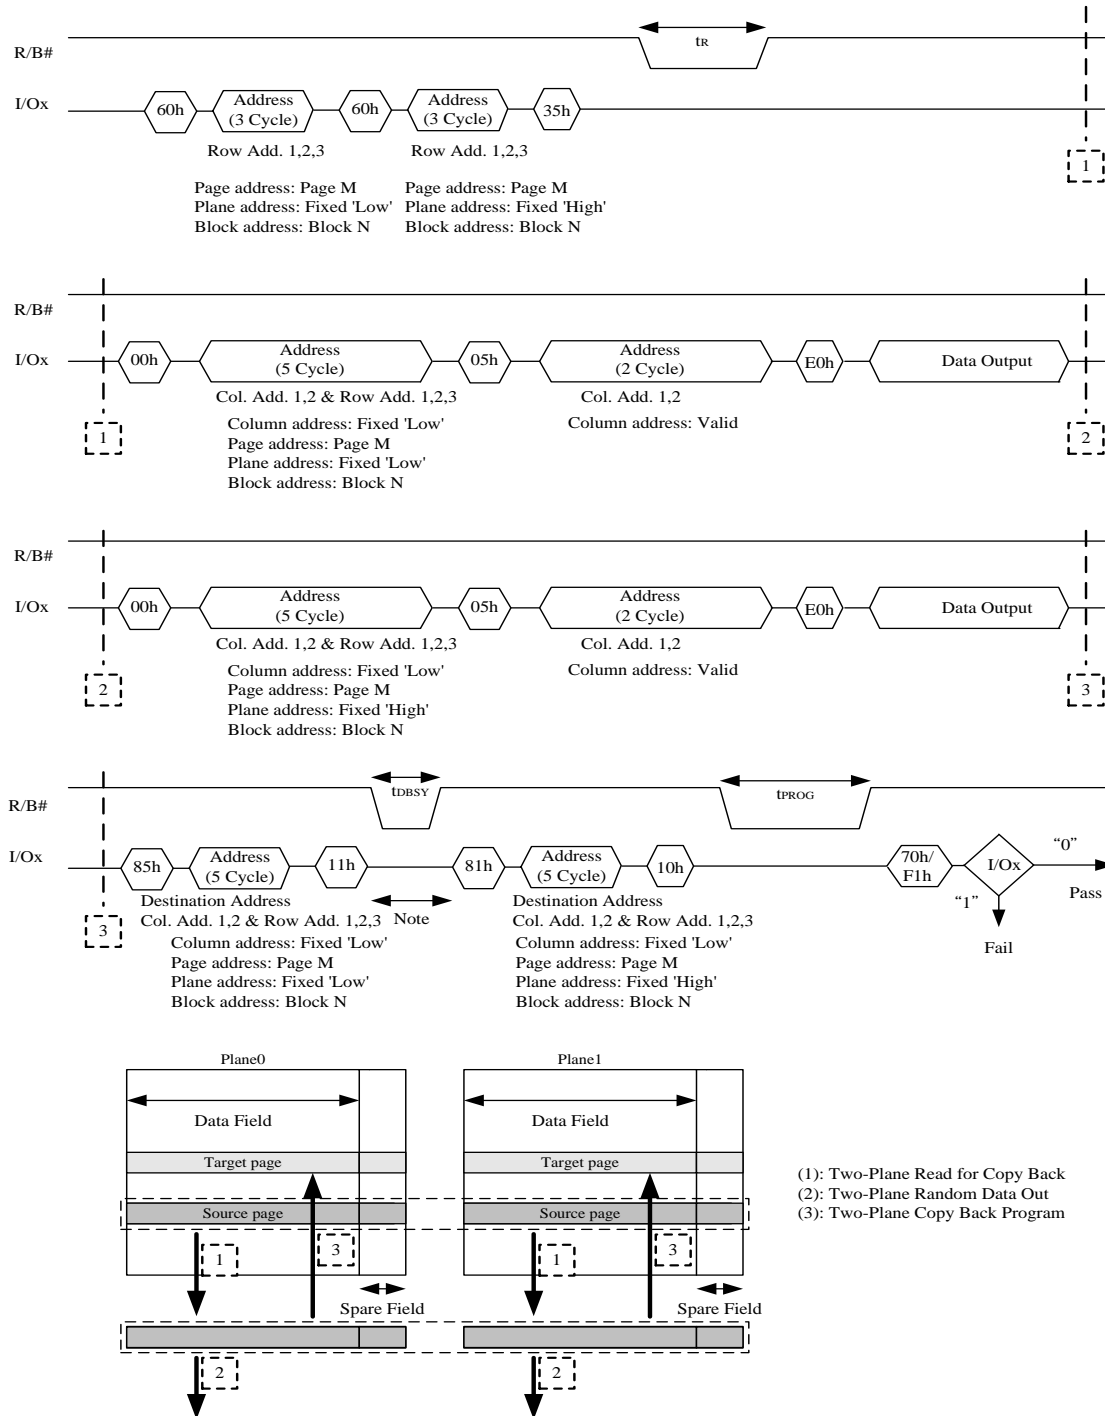 tR
R/B#
I/Ox
60h
Address
(3 Cycle)
60h
Address
(3 Cycle)
35h
Row Add. 1,2,3
Row Add. 1,2,3
1
Page address: Page M
Plane address: Fixed 'Low'
Block address: Block N
Page address: Page M
Plane address: Fixed 'High'
Block address: Block N
R/B#
I/Ox
00h
Address
(5 Cycle)
05h
Address
(2 Cycle)
E0h
Data Output
Col. Add. 1,2 & Row Add. 1,2,3
Col. Add. 1,2
Column address: Fixed 'Low'
Page address: Page M
Plane address: Fixed 'Low'
Block address: Block N
Column address: Valid
1
2
R/B#
I/Ox
00h
Address
(5 Cycle)
05h
Address
(2 Cycle)
E0h
Data Output
Col. Add. 1,2 & Row Add. 1,2,3
Col. Add. 1,2
Column address: Fixed 'Low'
Page address: Page M
Plane address: Fixed 'High'
Block address: Block N
Column address: Valid
2
3
tDBSY
tPROG
R/B#
I/Ox
85h
Address
(5 Cycle)
11h
81h
Address
(5 Cycle)
10h
70h/
F1h
I/Ox
“0”
Pass
“1”
Fail
Note
Destination Address
Col. Add. 1,2 & Row Add. 1,2,3
Column address: Fixed 'Low'
Page address: Page M
Plane address: Fixed 'Low'
Block address: Block N
Destination Address
Col. Add. 1,2 & Row Add. 1,2,3
Column address: Fixed 'Low'
Page address: Page M
Plane address: Fixed 'High'
Block address: Block N
3
Plane0
Data Field
Target page
Source page
1
3
Spare Field
2
Plane1
Data Field
Target page
Source page
1
3
Spare Field
2
(1): Two-Plane Read for Copy Back
(2): Two-Plane Random Data Out
(3): Two-Plane Copy Back Program